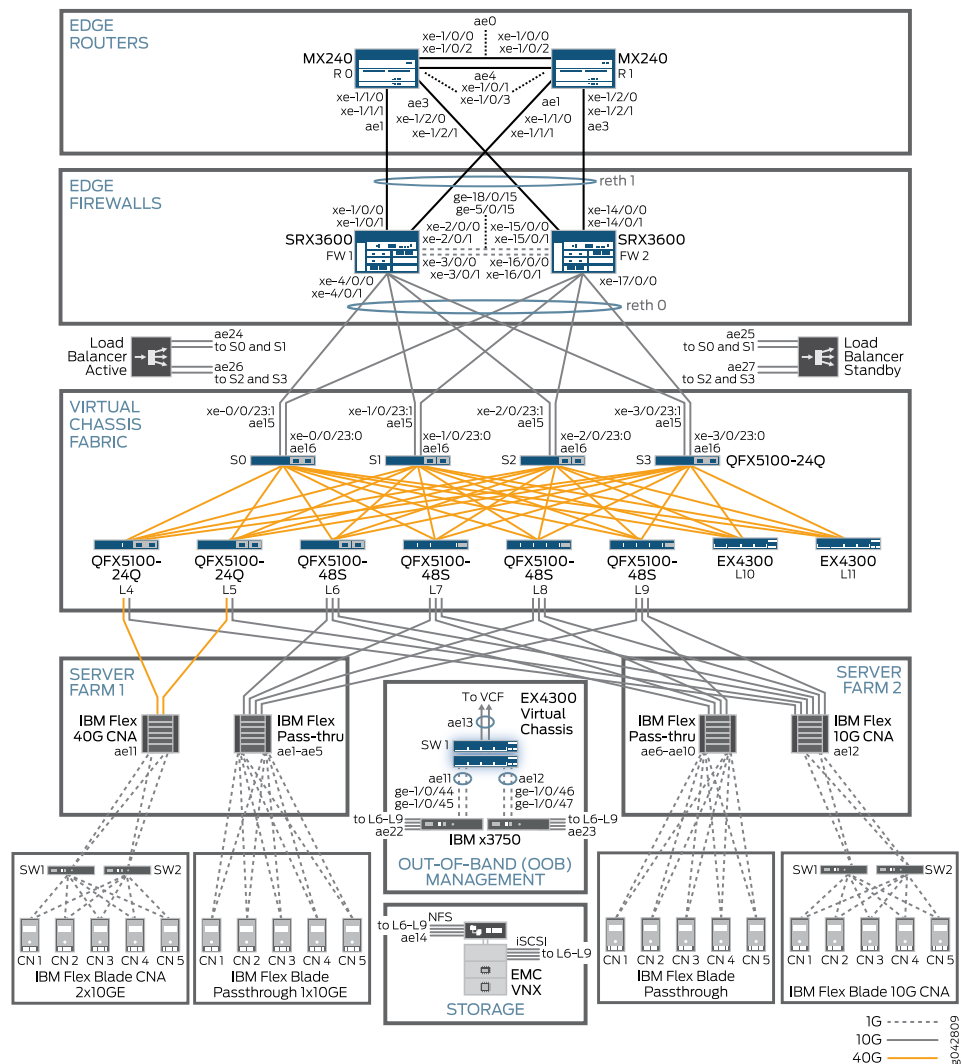 EDGE
ROUTERS
ae0
xe-1/0/0 xe-1/0/0
xe-1/0/2 xe-1/0/2
MX240 MX240
R 0 R 1
ae4
xe-1/0/1
xe-1/0/3
xe-1/1/0
xe-1/1/1
ae1
ae3
xe-1/2/0
xe-1/2/1
ae1
xe-1/1/0
xe-1/1/1
xe-1/2/0
xe-1/2/1
ae3
EDGE
FIREWALLS
reth 1
ge-18/0/15
ge-5/0/15
xe-1/0/0
xe-1/0/1
xe-14/0/0
xe-14/0/1
SRX3600
FW 1
xe-2/0/0
xe-2/0/1
xe-15/0/0
xe-15/0/1
SRX3600
FW 2
xe-3/0/0
xe-3/0/1
xe-16/0/0
xe-16/0/1
xe-4/0/0
xe-4/0/1
xe-17/0/0
reth 0
Load
Balancer
Active
ae24
to S0 and S1
ae26
to S2 and S3
ae25
to S0 and S1
ae27
to S2 and S3
Load
Balancer
Standby
VIRTUAL
CHASSIS
FABRIC
xe-0/0/23:1
ae15
xe-1/0/23:1
ae15
xe-2/0/23:1
ae15
xe-3/0/23:1
ae15
xe-0/0/23:0
ae16
xe-1/0/23:0
ae16
xe-2/0/23:0
ae16
xe-3/0/23:0
ae16
S0 S1 S2 S3 QFX5100-24Q
QFX5100-
24Q
L4
QFX5100-
24Q
L5
QFX5100-
48S
L6
QFX5100-
48S
L7
QFX5100-
48S
L8
QFX5100-
48S
L9
EX4300
L10
EX4300
L11
SERVER
FARM 1
IBM Flex
40G CNA
ae11
IBM Flex
Pass-thru
ae1-ae5
To VCF
ae13
EX4300
Virtual
Chassis
SW 1
ae11 ae12
ge-1/0/44
ge-1/0/45
ge-1/0/46
ge-1/0/47
to L6-L9
ae22
to L6-L9
ae23
IBM x3750
OUT-OF-BAND (OOB)
MANAGEMENT
SERVER
FARM 2
IBM Flex
Pass-thru
ae6-ae10
IBM Flex
10G CNA
ae12
SW1 SW2
CN 1 CN 2 CN 3 CN 4 CN 5
IBM Flex Blade CNA
2x10GE
CN 1 CN 2 CN 3 CN 4 CN 5
IBM Flex Blade
Passthrough 1x10GE
NFS
to L6-L9
ae14
iSCSI
to L6-L9
EMC
VNX
STORAGE
CN 1 CN 2 CN 3 CN 4 CN 5
IBM Flex Blade
Passthrough
SW1 SW2
CN 1 CN 2 CN 3 CN 4 CN 5
IBM Flex Blade 10G CNA
1G
10G
40G
g042809